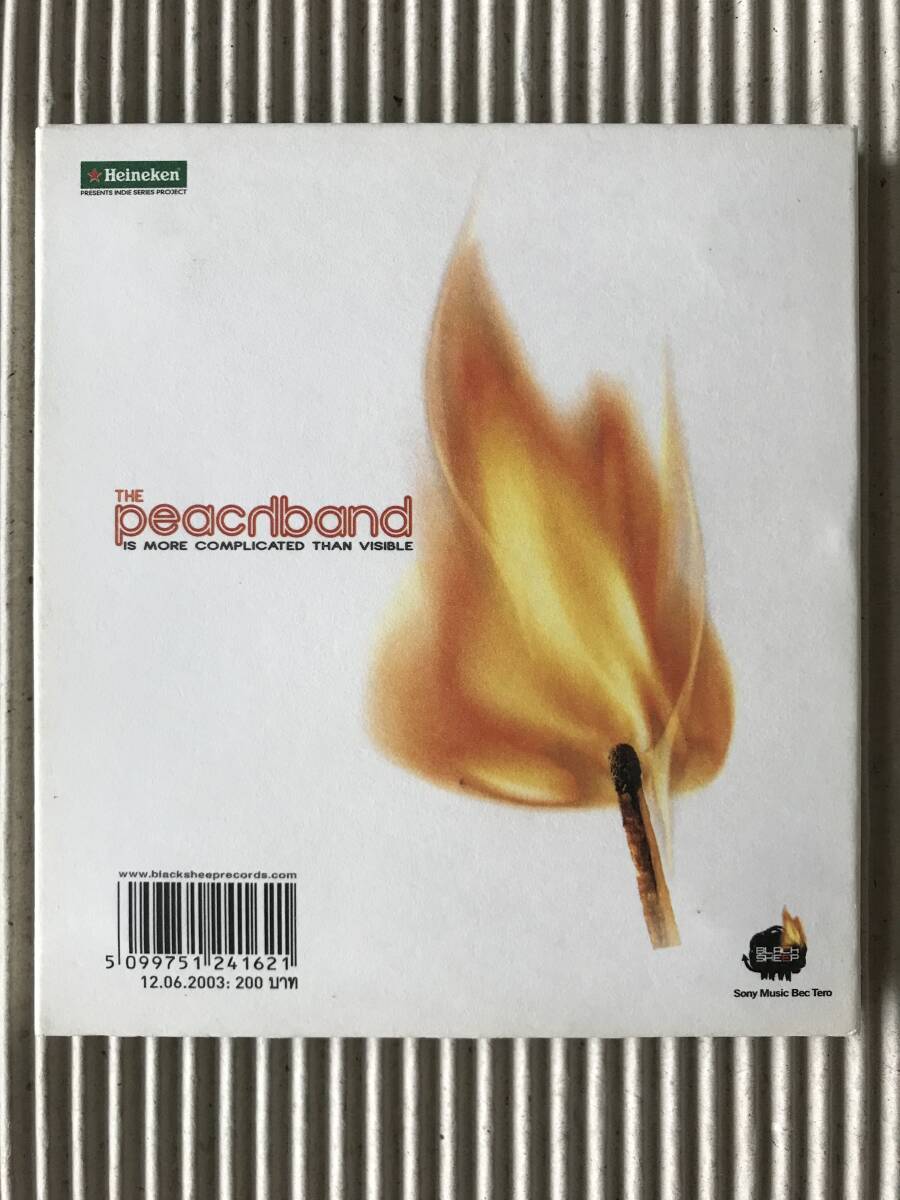 Heineken
PRESENTS INDIE SERIES PROJECT
THE
peachband
IS MORE COMPLICATED THAN VISIBLE
www.blacksheeprecords.com
5 099751 241621
12.06.2003: 200 บาท
BLACK
SHEEP
Sony Music Bec Tero